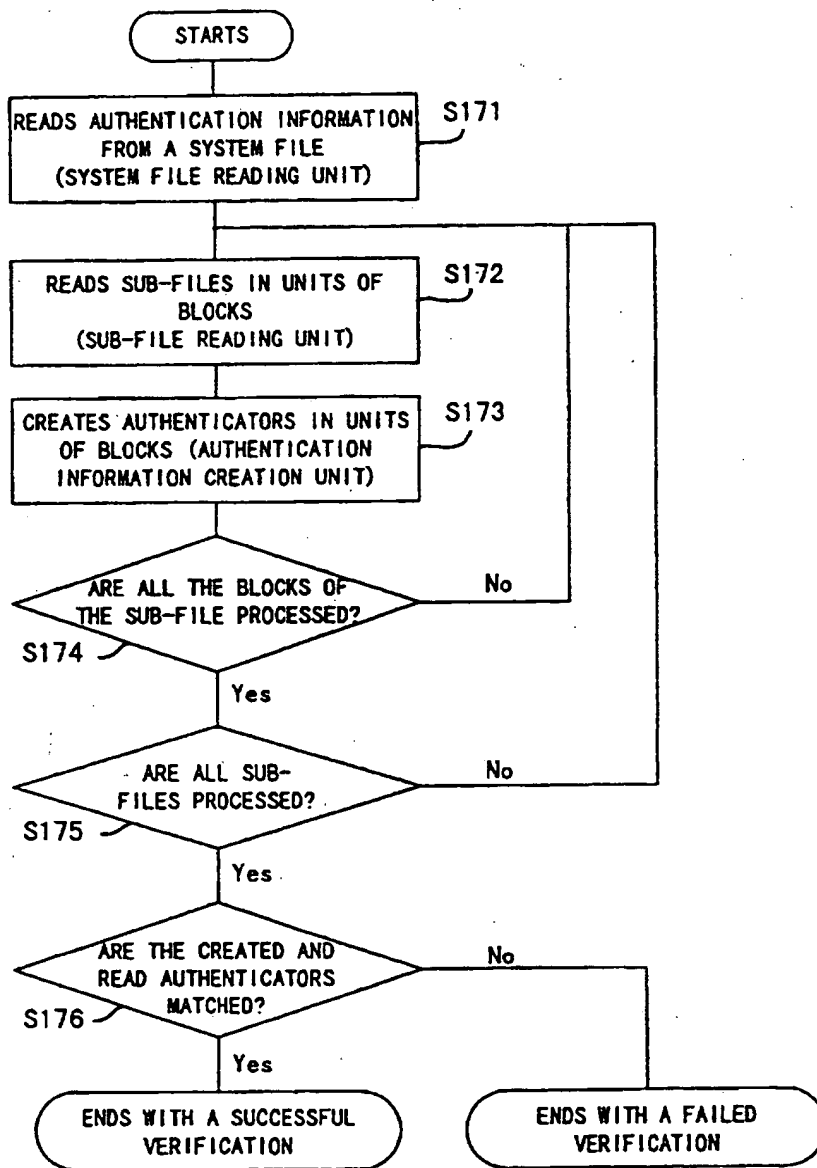 STARTS
READS AUTHENTICATION INFORMATION
FROM A SYSTEM FILE
(SYSTEM FILE READING UNIT)
S171
READS SUB-FILES IN UNITS OF
BLOCKS
(SUB-FILE READING UNIT)
S172
CREATES AUTHENTICATORS IN UNITS
OF BLOCKS (AUTHENTICATION
INFORMATION CREATION UNIT)
S173
ARE ALL THE BLOCKS OF
THE SUB-FILE PROCESSED?
No
S174
Yes
ARE ALL SUB-
FILES PROCESSED?
No
S175
Yes
ARE THE CREATED AND
READ AUTHENTICATORS
MATCHED?
No
S176
Yes
ENDS WITH A SUCCESSFUL
VERIFICATION
ENDS WITH A FAILED
VERIFICATION